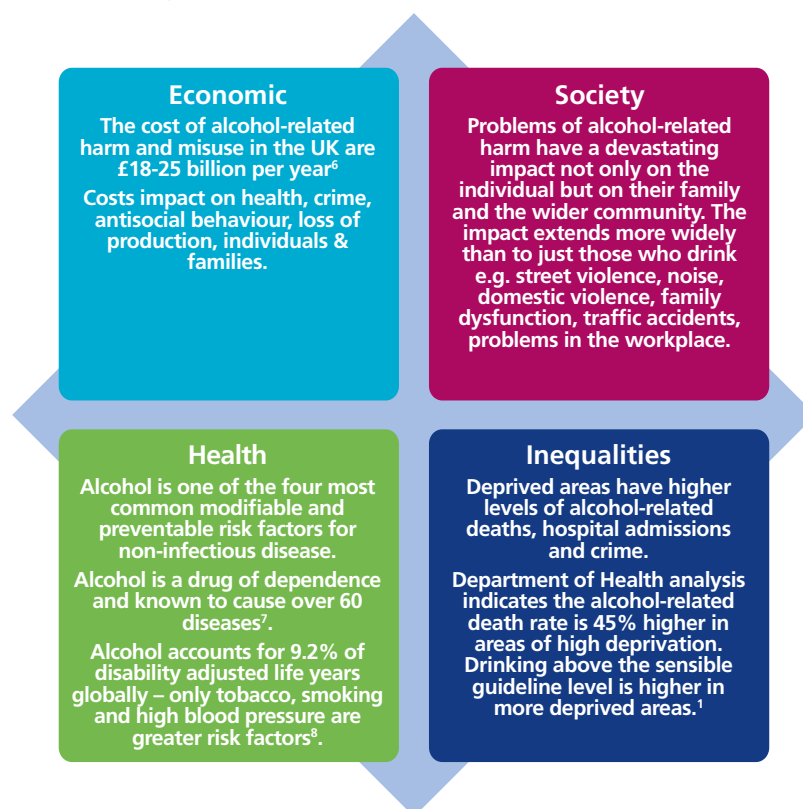 Economic
The cost of alcohol-related
harm and misuse in the UK are
£18-25 billion per year⁶
Costs impact on health, crime,
antisocial behaviour, loss of
production, individuals &
families.
Society
Problems of alcohol-related
harm have a devastating
impact not only on the
individual but on their family
and the wider community. The
impact extends more widely
than to just those who drink
e.g. street violence, noise,
domestic violence, family
dysfunction, traffic accidents,
problems in the workplace.
Health
Alcohol is one of the four most
common modifiable and
preventable risk factors for
non-infectious disease.
Alcohol is a drug of dependence
and known to cause over 60
diseases⁷.
Alcohol accounts for 9.2% of
disability adjusted life years
globally – only tobacco, smoking
and high blood pressure are
greater risk factors⁸.
Inequalities
Deprived areas have higher
levels of alcohol-related
deaths, hospital admissions
and crime.
Department of Health analysis
indicates the alcohol-related
death rate is 45% higher in
areas of high deprivation.
Drinking above the sensible
guideline level is higher in
more deprived areas.¹